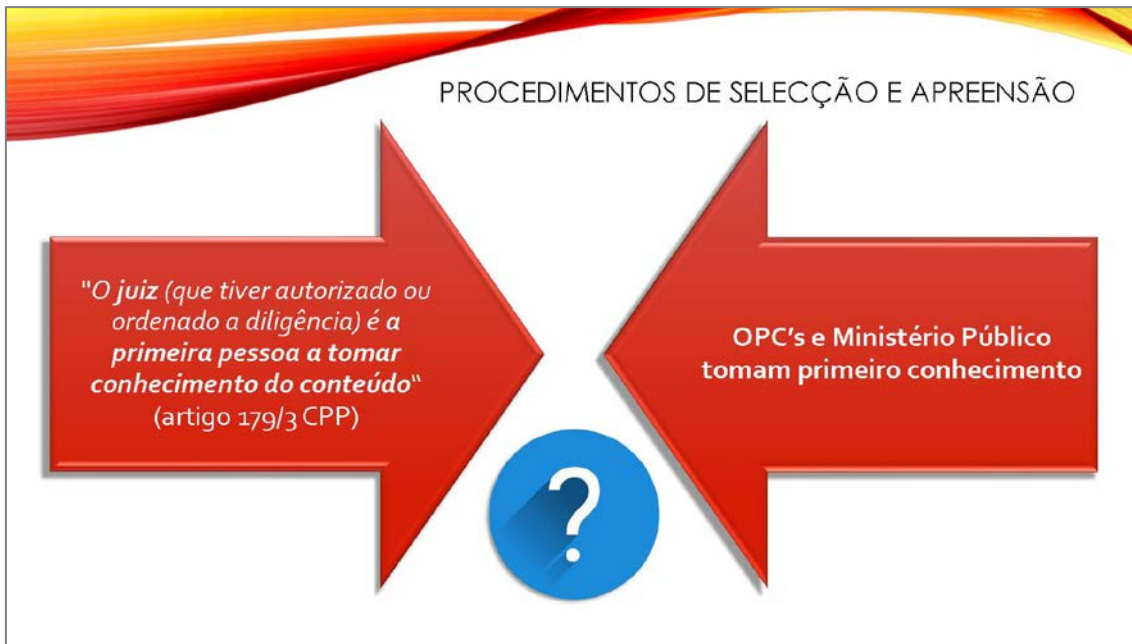 PROCEDIMENTOS DE SELECÇÃO E APREENSÃO
"O juiz (que tiver autorizado ou
ordenado a diligência) é a
primeira pessoa a tomar
conhecimento do conteúdo"
(artigo 179/3 CPP)
OPC's e Ministério Público
tomam primeiro conhecimento
?